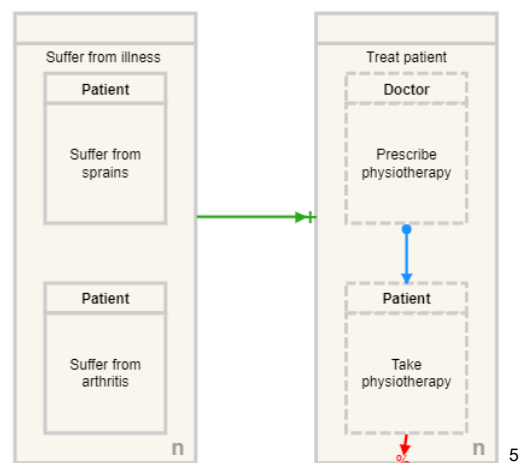 Suffer from illness
Patient
Suffer from
sprains
Patient
Suffer from
arthritis
n
Treat patient
Doctor
Prescribe
physiotherapy
Patient
Take
physiotherapy
%
n
5